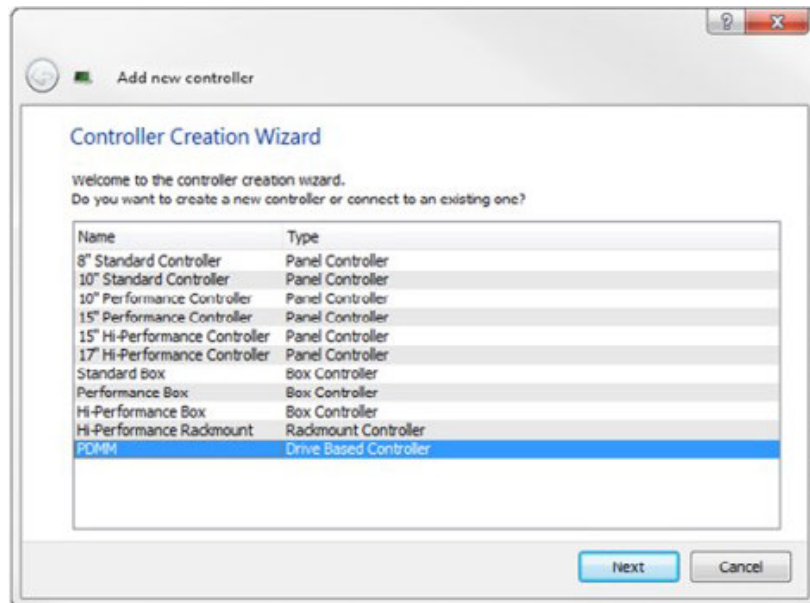 Add new controller
Controller Creation Wizard
Welcome to the controller creation wizard.
Do you want to create a new controller or connect to an existing one?
Name Type
8" Standard Controller Panel Controller
10" Standard Controller Panel Controller
10" Performance Controller Panel Controller
15" Performance Controller Panel Controller
15" Hi-Performance Controller Panel Controller
17" Hi-Performance Controller Panel Controller
Standard Box Box Controller
Performance Box Box Controller
Hi-Performance Box Box Controller
Hi-Performance Rackmount Rackmount Controller
PDMM Drive Based Controller
Next Cancel